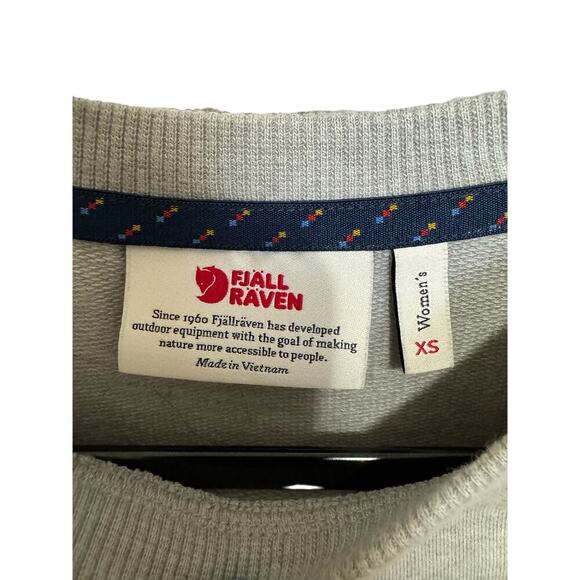 FJÄLL
RÄVEN
Since 1960 Fjällräven has developed
outdoor equipment with the goal of making
nature more accessible to people.
Made in Vietnam
Women's
XS